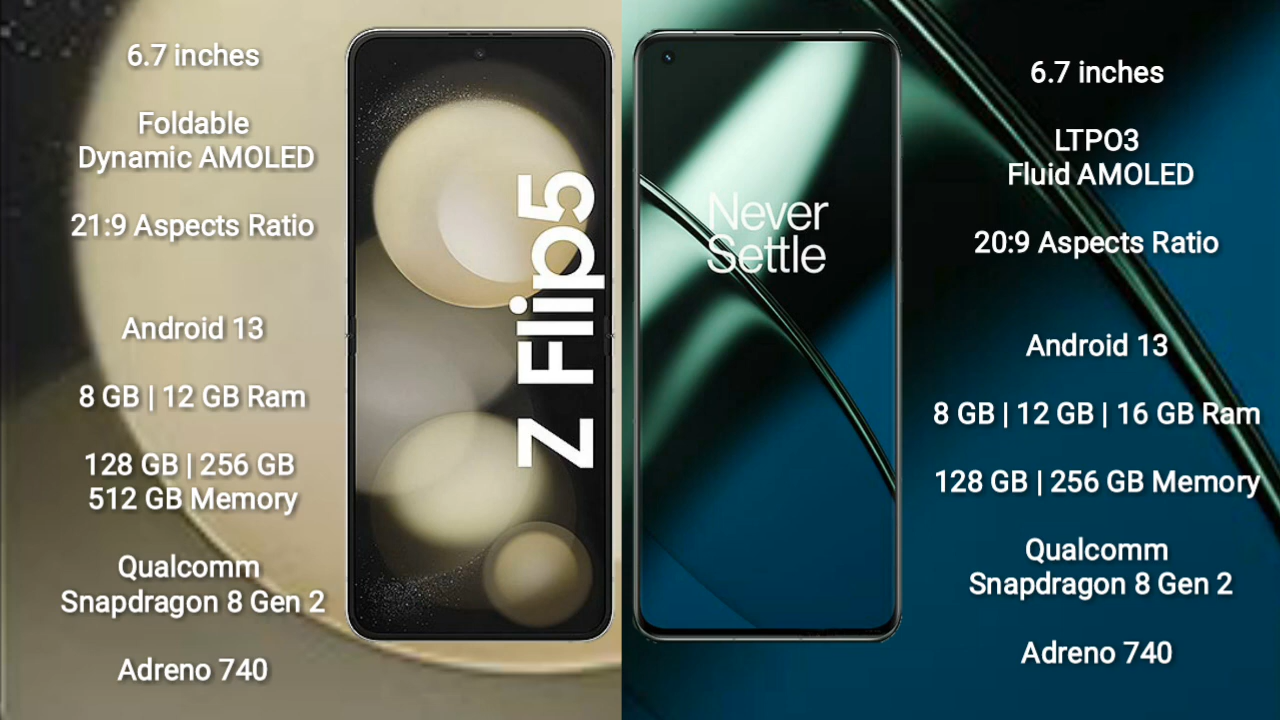 6.7 inches
Foldable
Dynamic AMOLED
21:9 Aspects Ratio
Android 13
8 GB | 12 GB Ram
128 GB | 256 GB
512 GB Memory
Qualcomm
Snapdragon 8 Gen 2
Adreno 740
Z Flip5
Never
Settle
6.7 inches
LTPO3
Fluid AMOLED
20:9 Aspects Ratio
Android 13
8 GB | 12 GB | 16 GB Ram
128 GB | 256 GB Memory
Qualcomm
Snapdragon 8 Gen 2
Adreno 740